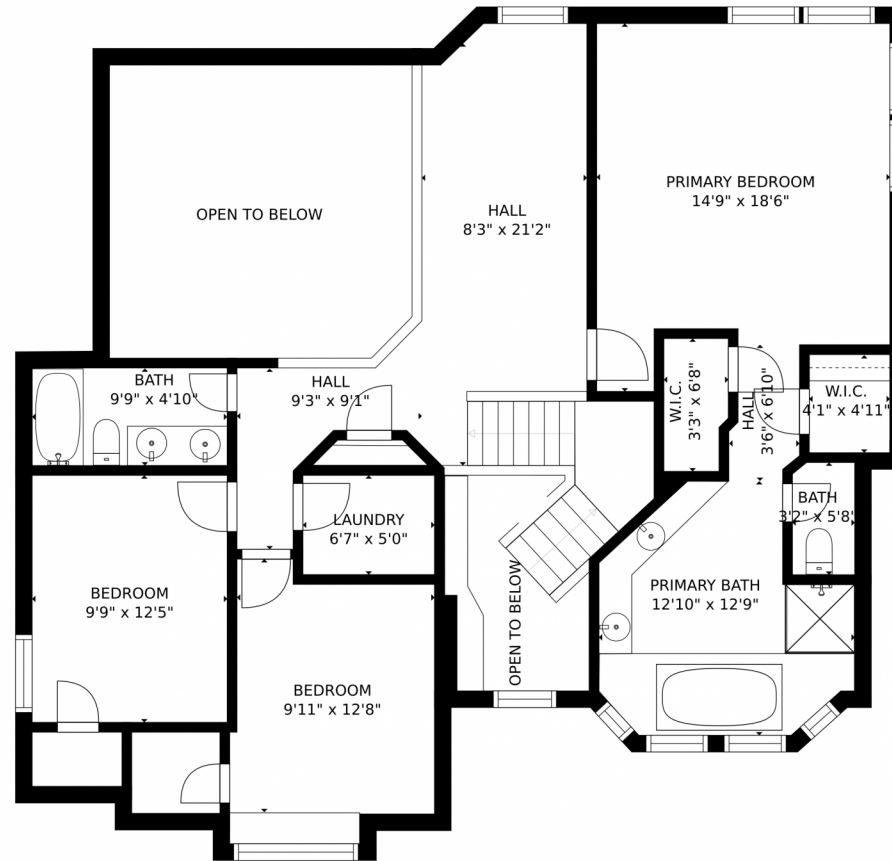 PRIMARY BEDROOM
14'9" x 18'6"
OPEN TO BELOW
HALL
8'3" x 21'2"
BATH
9'9" x 4'10"
HALL
9'3" x 9'1"
W.I.C.
3'3" x 6'8"
HALL
3'6" x 6'10"
W.I.C.
4'1" x 4'11"
BATH
3'2" x 5'8"
LAUNDRY
6'7" x 5'0"
PRIMARY BATH
12'10" x 12'9"
BEDROOM
9'9" x 12'5"
OPEN TO BELOW
BEDROOM
9'11" x 12'8"